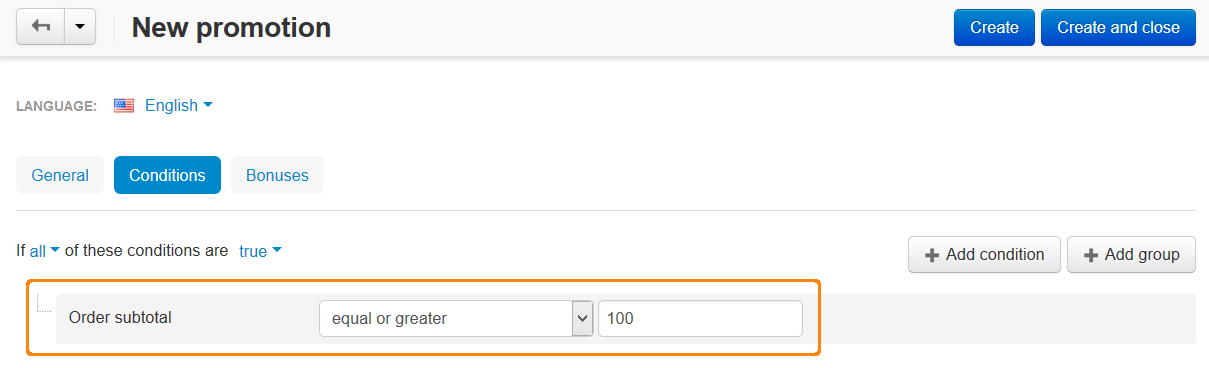 New promotion
Create
Create and close
LANGUAGE: English
General
Conditions
Bonuses
If all of these conditions are true
Add condition
Add group
Order subtotal
equal or greater
100